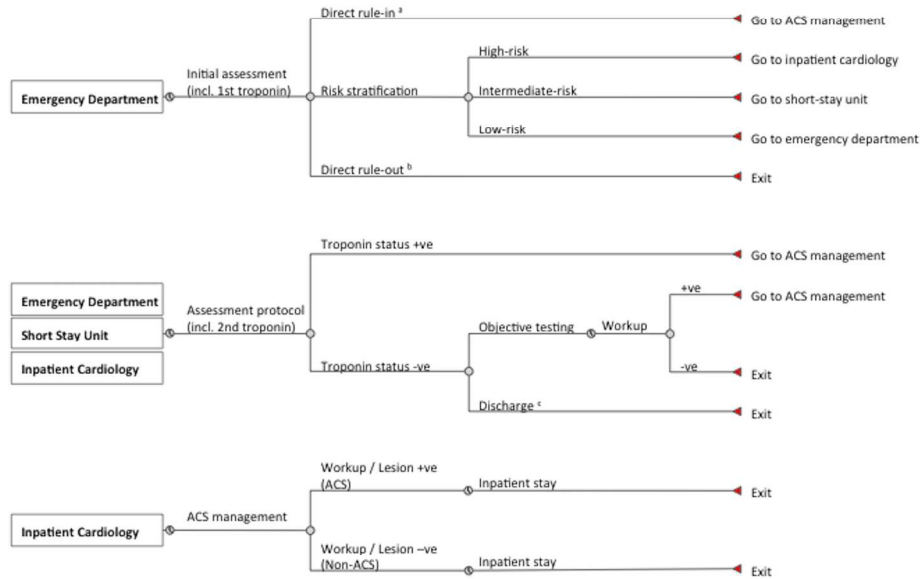 Direct rule-in ª
Go to ACS management
High-risk
Go to inpatient cardiology
Initial assessment
(incl. 1st troponin)
Emergency Department
Risk stratification
Intermediate-risk
Go to short-stay unit
Low-risk
Go to emergency department
Direct rule-out ᵇ
Exit
Troponin status +ve
Go to ACS management
Emergency Department
Short Stay Unit
Inpatient Cardiology
Assessment protocol
(incl. 2nd troponin)
+ve
Go to ACS management
Objective testing
Workup
Troponin status -ve
-ve
Exit
Discharge ᶜ
Exit
Workup / Lesion +ve
(ACS)
Inpatient stay
Exit
Inpatient Cardiology
ACS management
Workup / Lesion –ve
(Non-ACS)
Inpatient stay
Exit